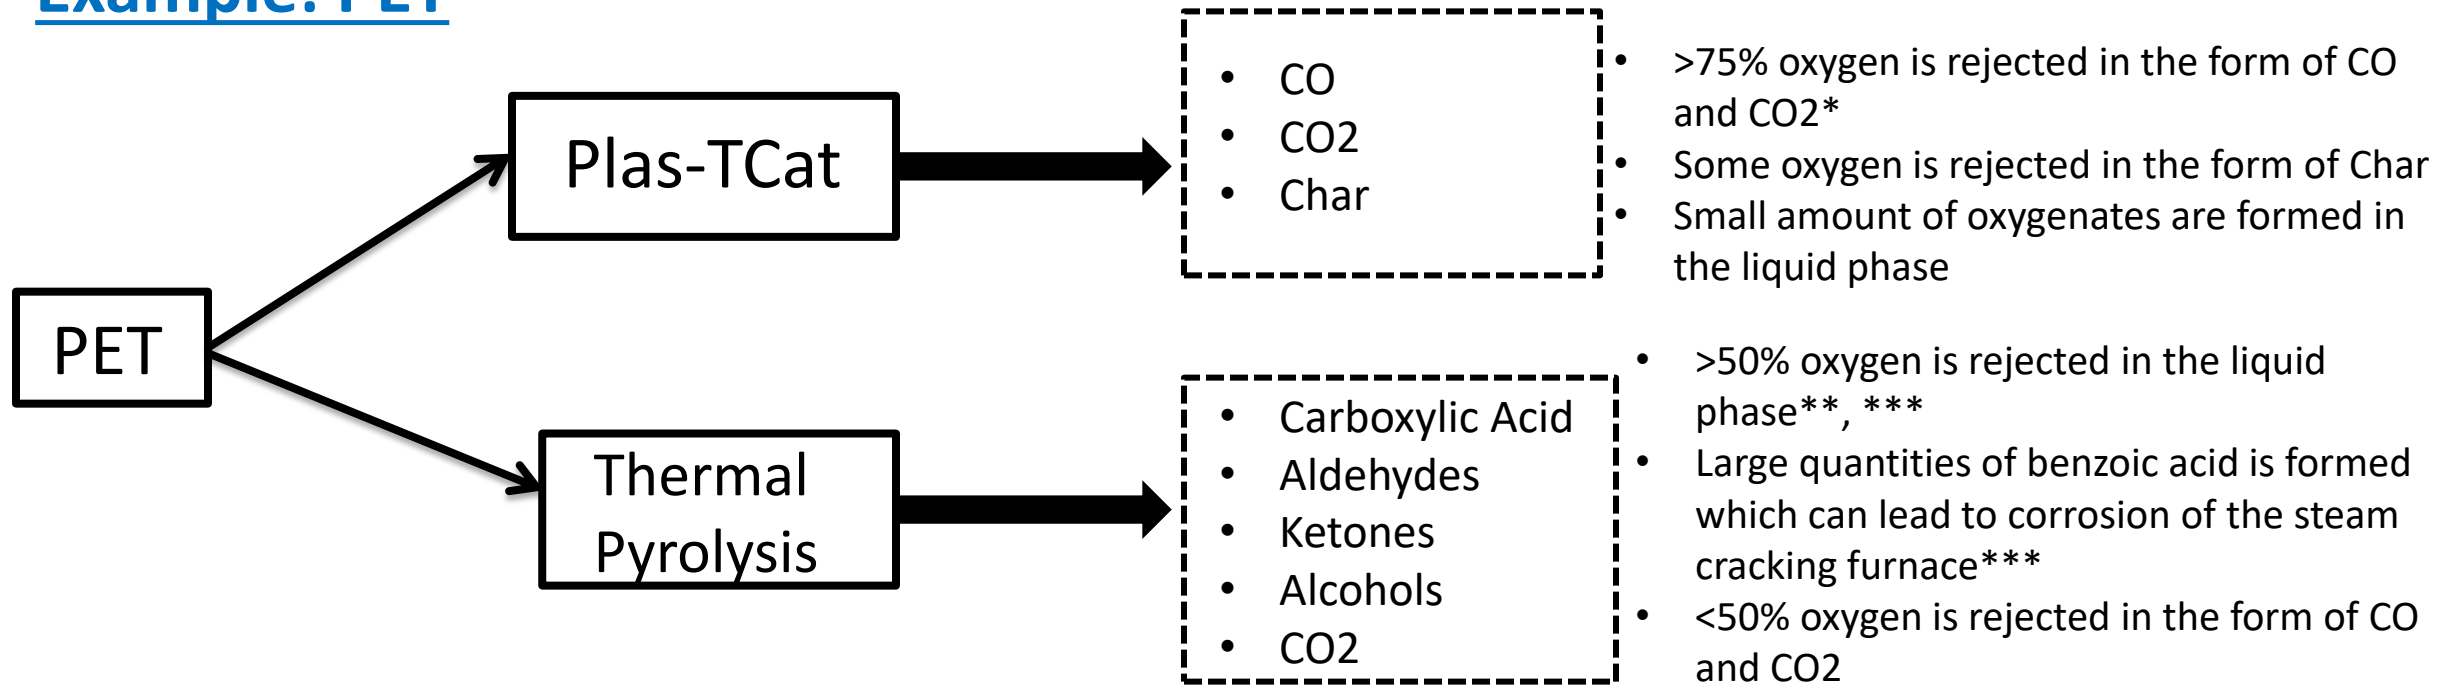 Example: PET
PET
Plas-TCat
• CO
• CO2
• Char
• >75% oxygen is rejected in the form of CO
and CO2*
• Some oxygen is rejected in the form of Char
• Small amount of oxygenates are formed in
the liquid phase
Thermal
Pyrolysis
• Carboxylic Acid
• Aldehydes
• Ketones
• Alcohols
• CO2
• >50% oxygen is rejected in the liquid
phase**, ***
• Large quantities of benzoic acid is formed
which can lead to corrosion of the steam
cracking furnace***
• <50% oxygen is rejected in the form of CO
and CO2